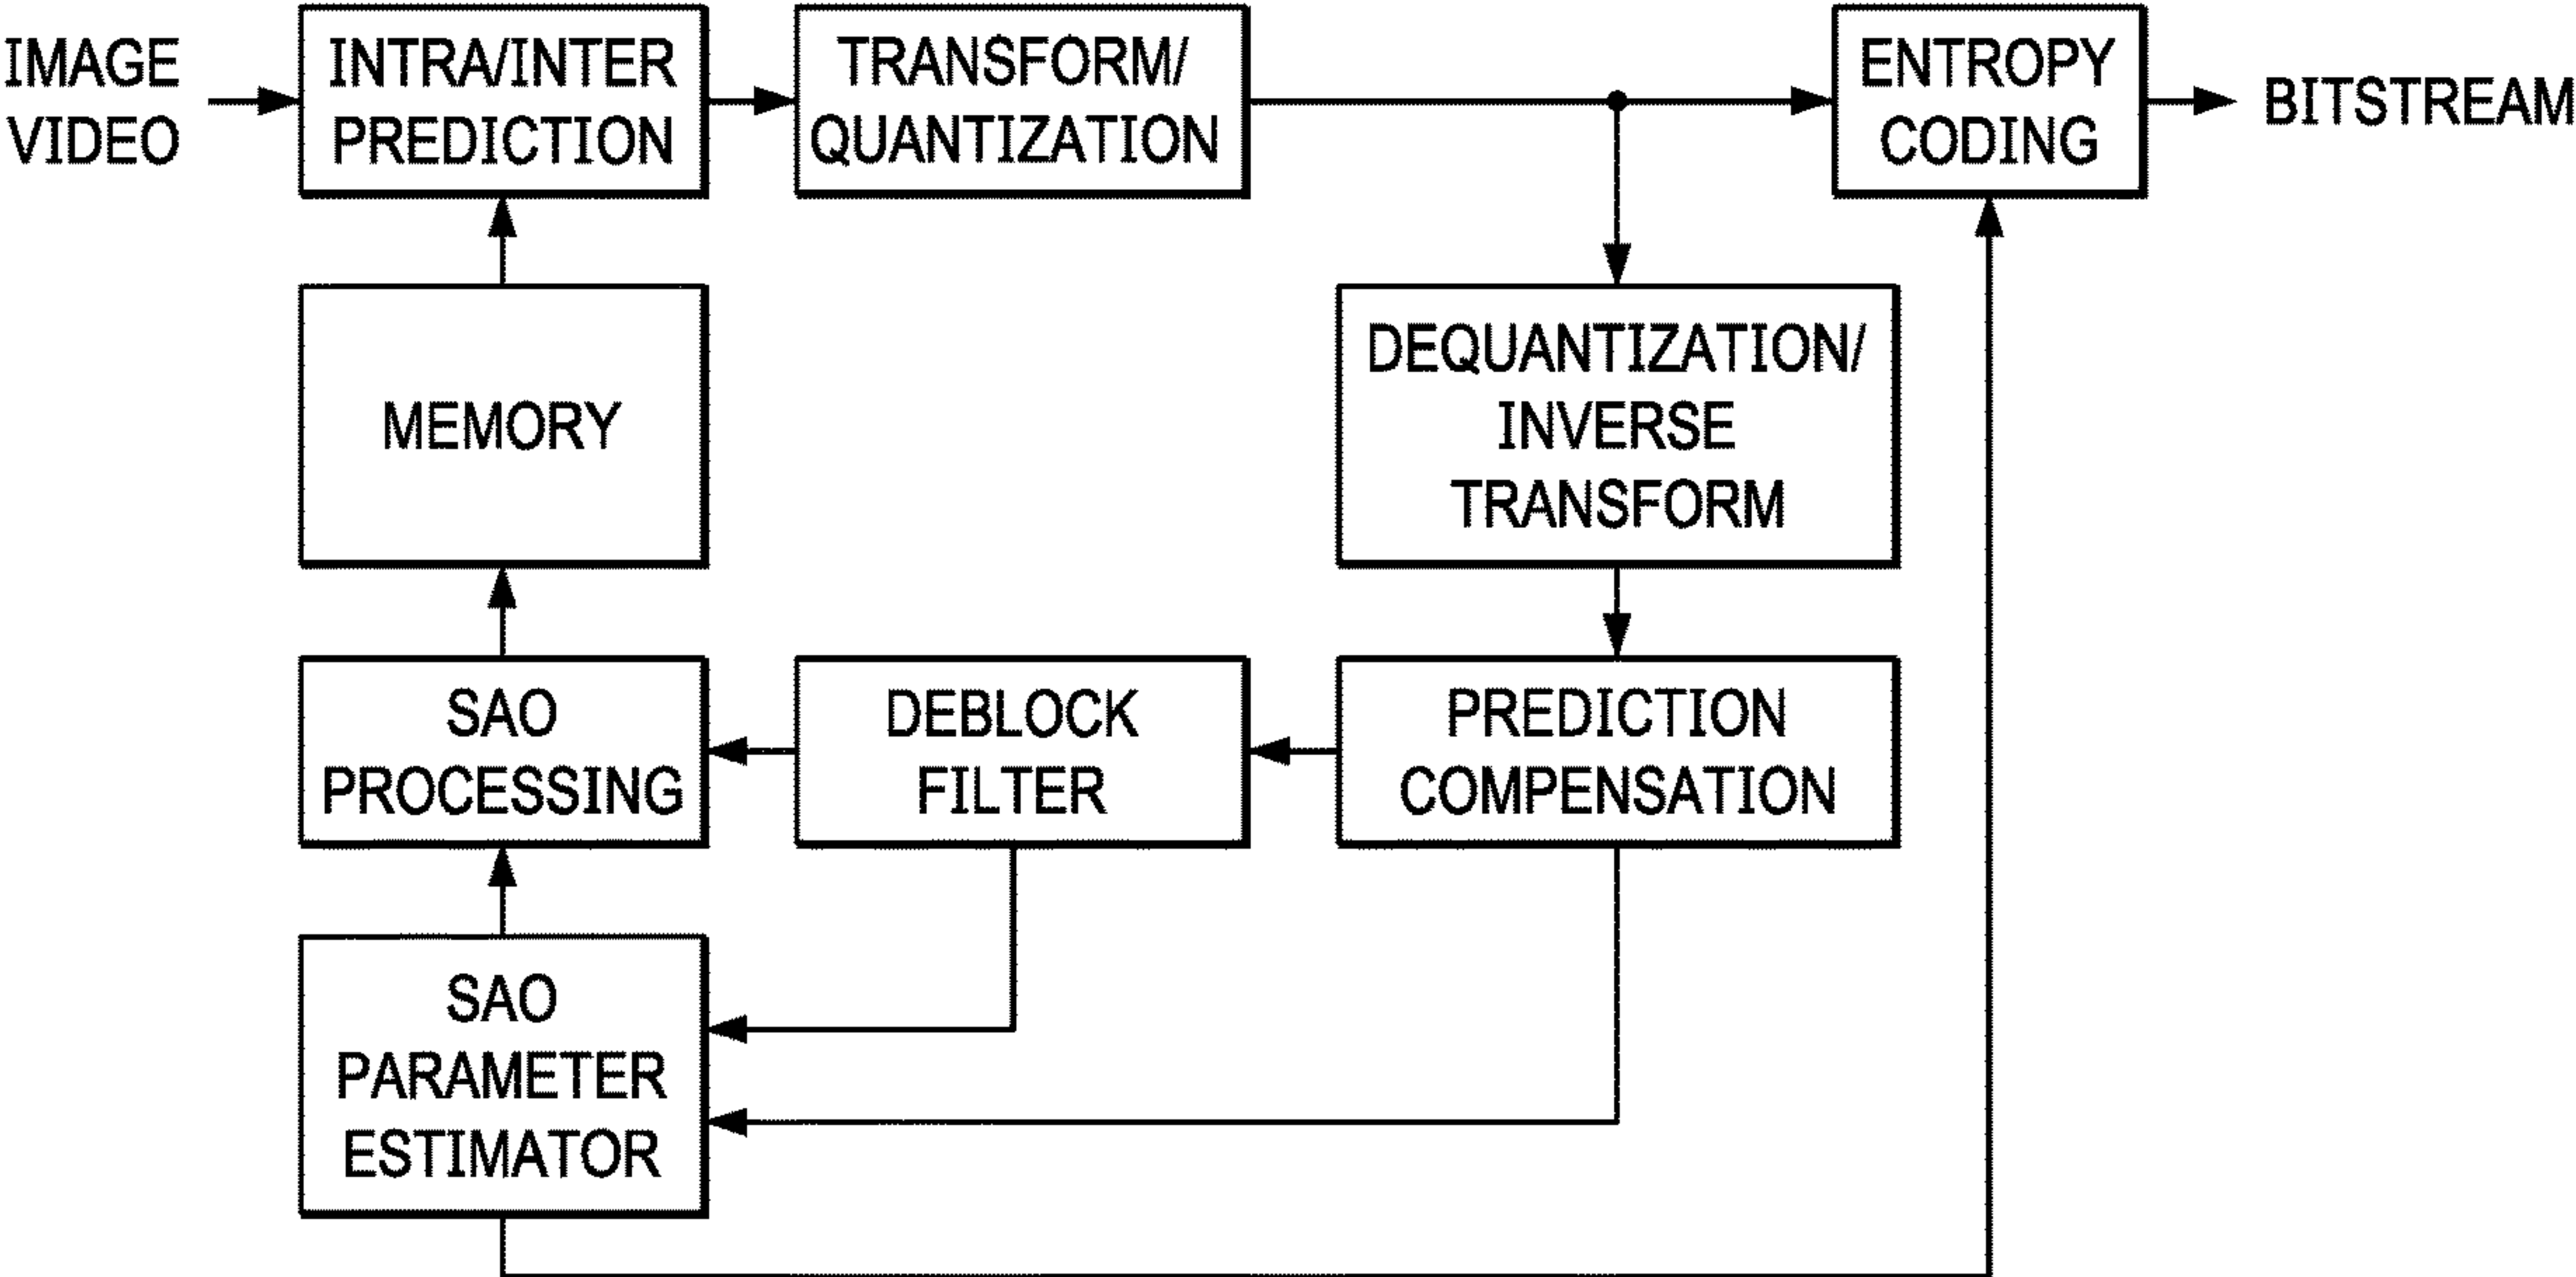 IMAGE
VIDEO
INTRA/INTER
PREDICTION
TRANSFORM/
QUANTIZATION
ENTROPY
CODING
BITSTREAM
MEMORY
DEQUANTIZATION/
INVERSE
TRANSFORM
SAO
PROCESSING
DEBLOCK
FILTER
PREDICTION
COMPENSATION
SAO
PARAMETER
ESTIMATOR